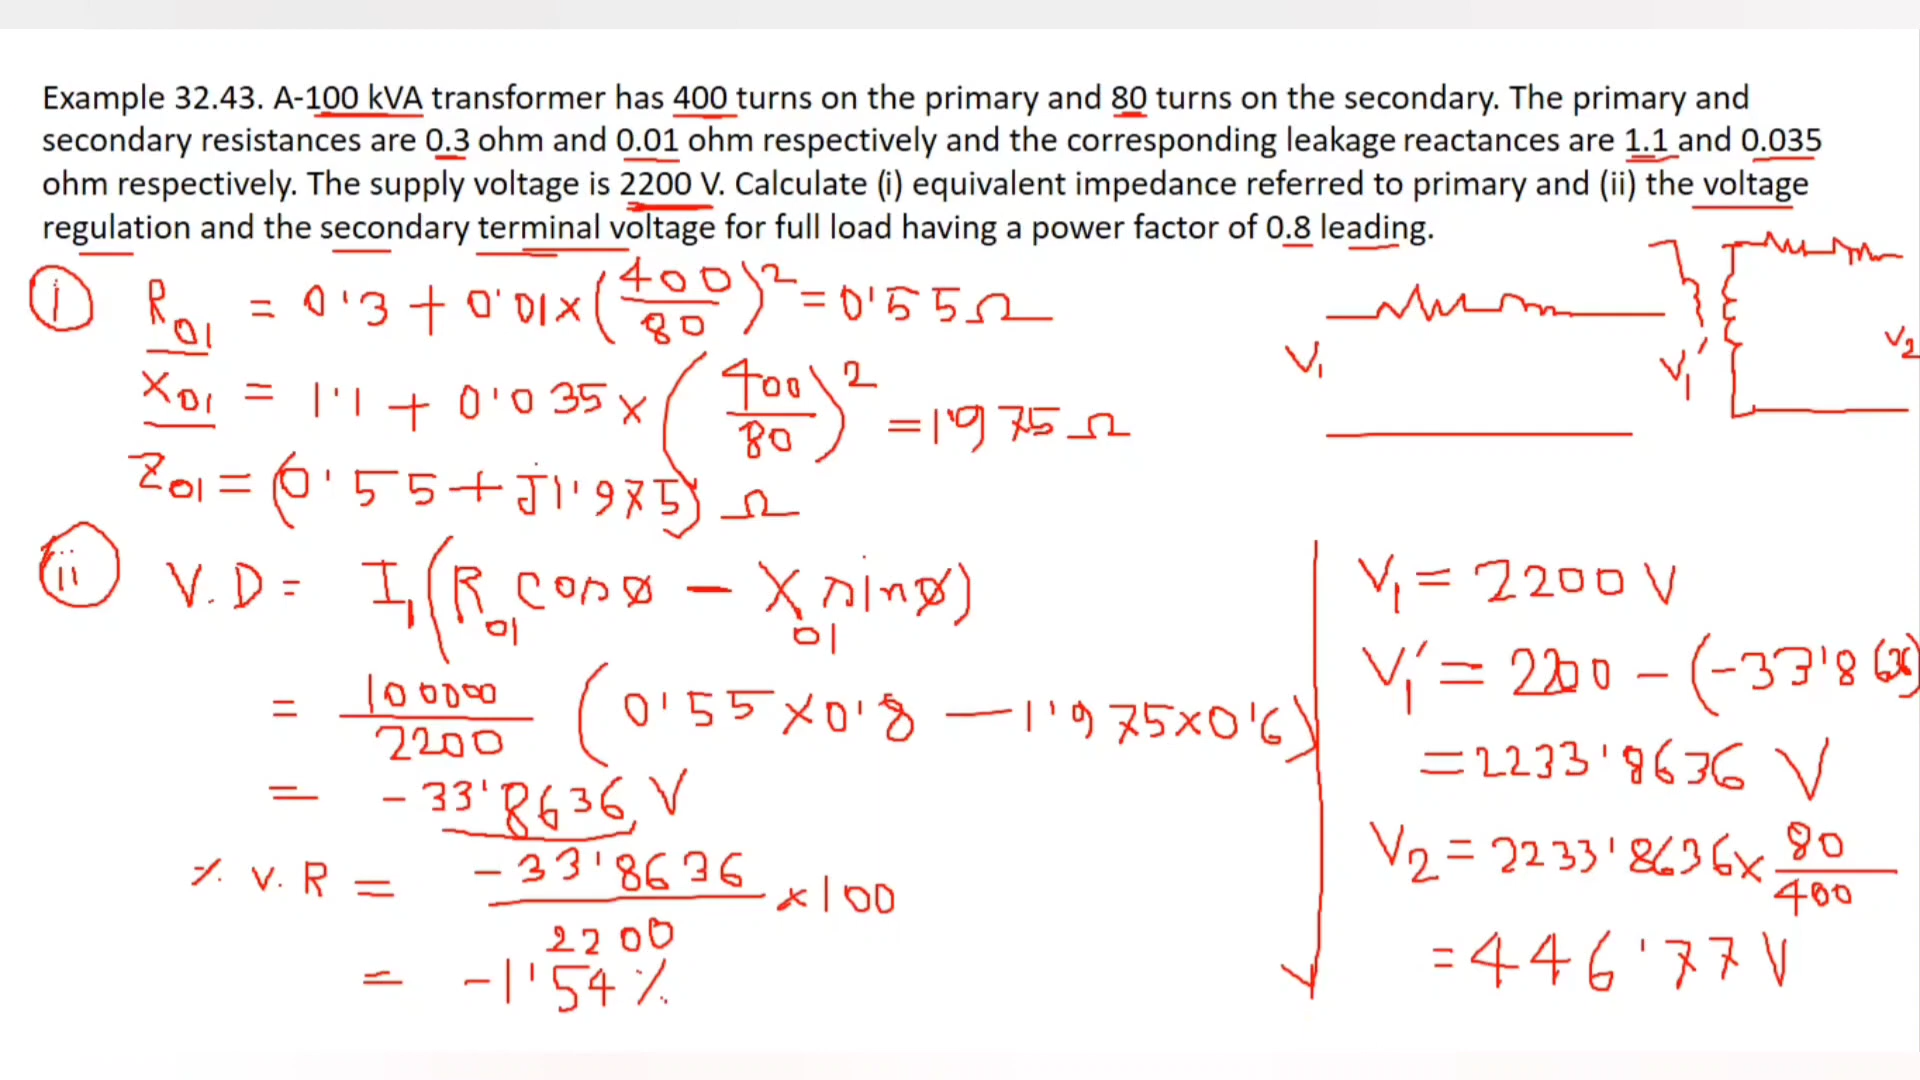 Example 32.43. A-100 kVA transformer has 400 turns on the primary and 80 turns on the secondary. The primary and
secondary resistances are 0.3 ohm and 0.01 ohm respectively and the corresponding leakage reactances are 1.1 and 0.035
ohm respectively. The supply voltage is 2200 V. Calculate (i) equivalent impedance referred to primary and (ii) the voltage
regulation and the secondary terminal voltage for full load having a power factor of 0.8 leading.
(i) R₀₁ = 0.3 + 0.01 × (400/80)² = 0.55 Ω
X₀₁ = 1.1 + 0.035 × (400/80)² = 1.975 Ω
Z₀₁ = (0.55 + J1.975) Ω
V₁ V₁' V₂
(ii) V.D = I₁(R₀₁ cosø − X₀₁ sinø)
= 100000/2200 (0.55×0.8 − 1.975×0.6)
= -33.8636 V
% V.R = -33.8636/2200 × 100
= -1.54 %
V₁ = 2200 V
V₁' = 2200 − (−33.8636)
= 2233.8636 V
V₂ = 2233.8636 × 80/400
= 446.77 V